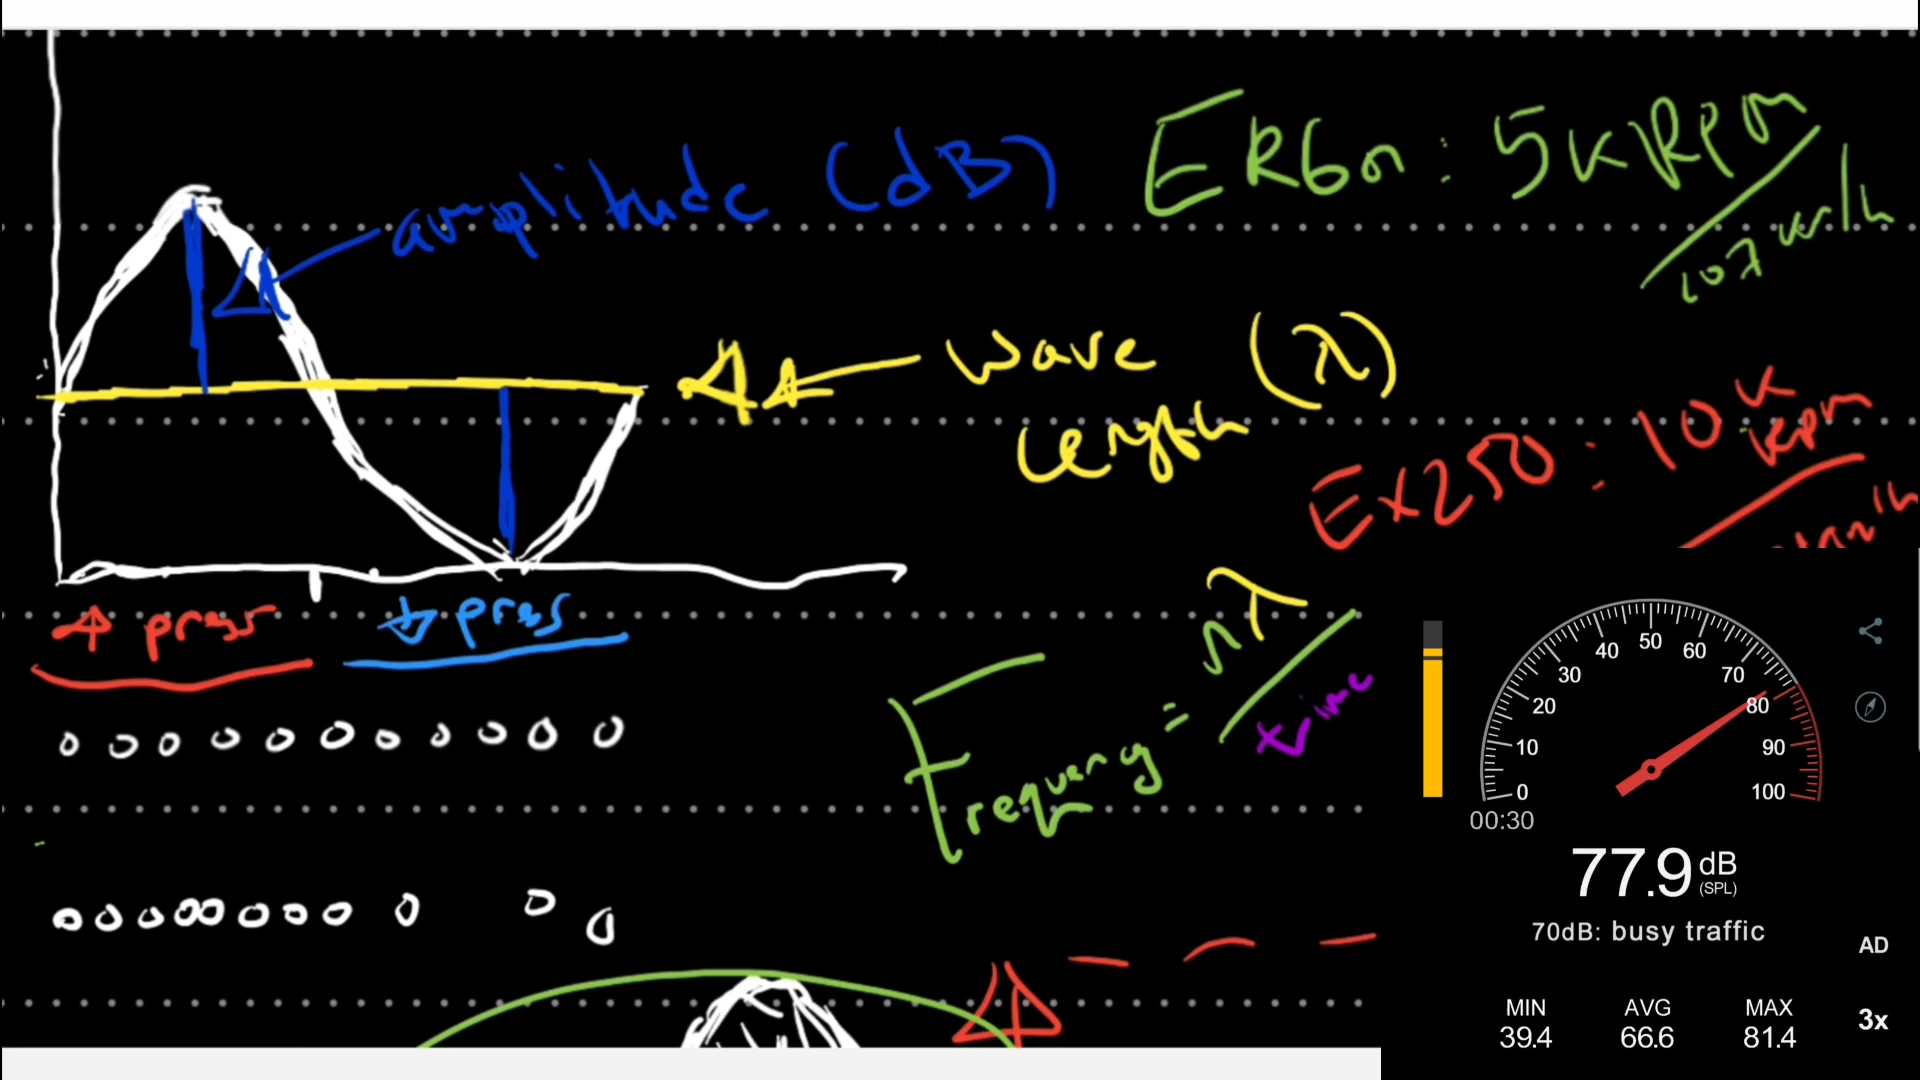 amplitude (dB)
ER6n: 5K Rpm
107 km/h
Wave (λ)
Length
Ex250: 10K
Rpm
press
press
Frequency = nλ
time
0
10
20
30
40
50
60
70
80
90
100
00:30
77.9 dB
(SPL)
70dB: busy traffic
AD
MIN AVG MAX
39.4 66.6 81.4
3x